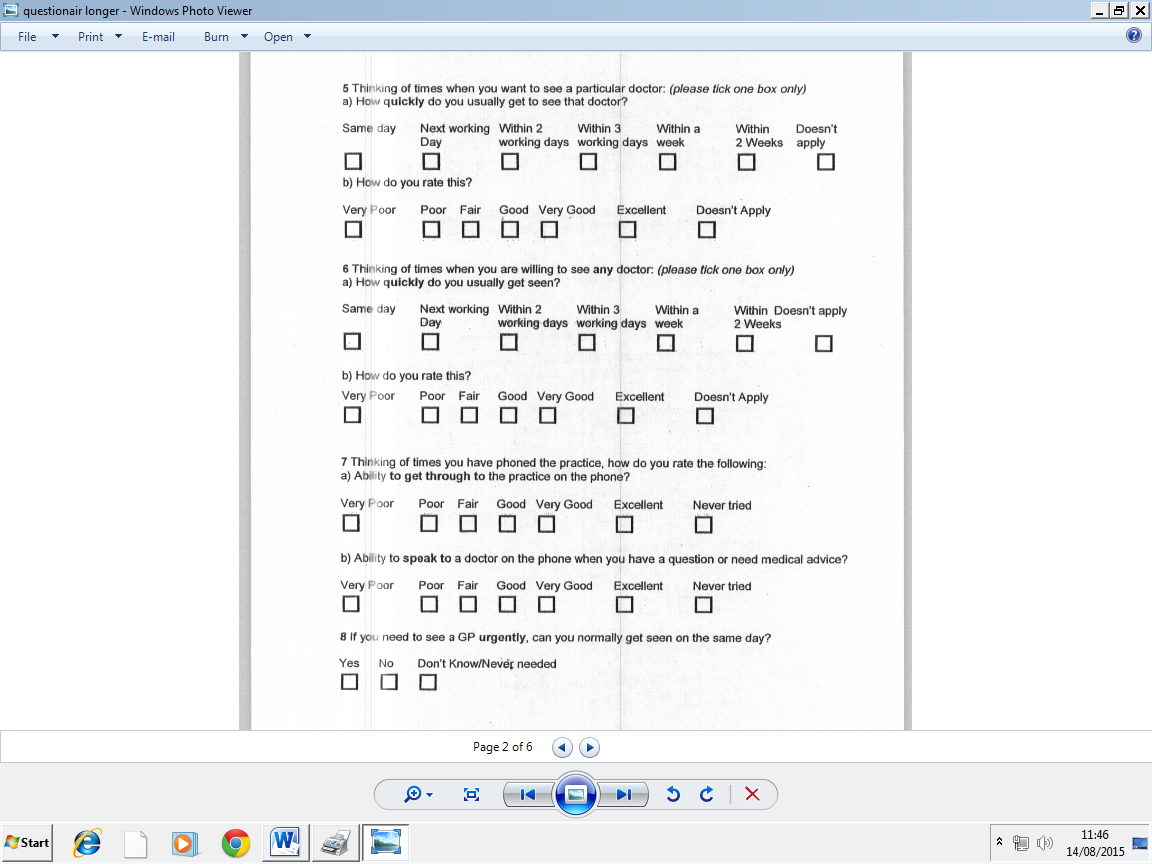 questionair longer - Windows Photo Viewer
File Print E-mail Burn Open
5 Thinking of times when you want to see a particular doctor: (please tick one box only)
a) How quickly do you usually get to see that doctor?
Same day Next working Within 2 Within 3 Within a Within Doesn't
Day working days working days week 2 Weeks apply
b) How do you rate this?
Very Poor Poor Fair Good Very Good Excellent Doesn't Apply
6 Thinking of times when you are willing to see any doctor: (please tick one box only)
a) How quickly do you usually get seen?
Same day Next working Within 2 Within 3 Within a Within Doesn't apply
Day working days working days week 2 Weeks
b) How do you rate this?
Very Poor Poor Fair Good Very Good Excellent Doesn't Apply
7 Thinking of times you have phoned the practice, how do you rate the following:
a) Ability to get through to the practice on the phone?
Very Poor Poor Fair Good Very Good Excellent Never tried
b) Ability to speak to a doctor on the phone when you have a question or need medical advice?
Very Poor Poor Fair Good Very Good Excellent Never tried
8 If you need to see a GP urgently, can you normally get seen on the same day?
Yes No Don't Know/Never needed
Page 2 of 6
Start
11:46
14/08/2015